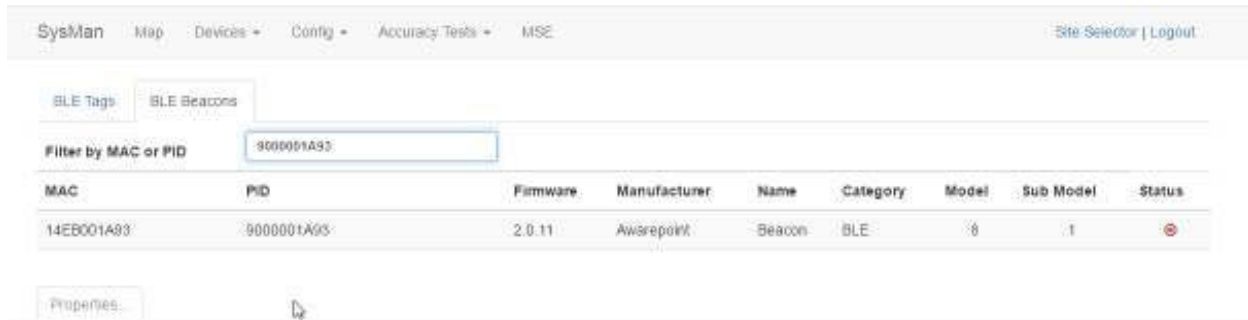 SysMan Map Devices Config Accuracy Tests MSE Site Selector | Logout
BLE Tags BLE Beacons
Filter by MAC or PID 9000001A93
MAC PID Firmware Manufacturer Name Category Model Sub Model Status
14EB001A93 9000001A93 2.0.11 Awarepoint Beacon BLE 8 1
Properties...